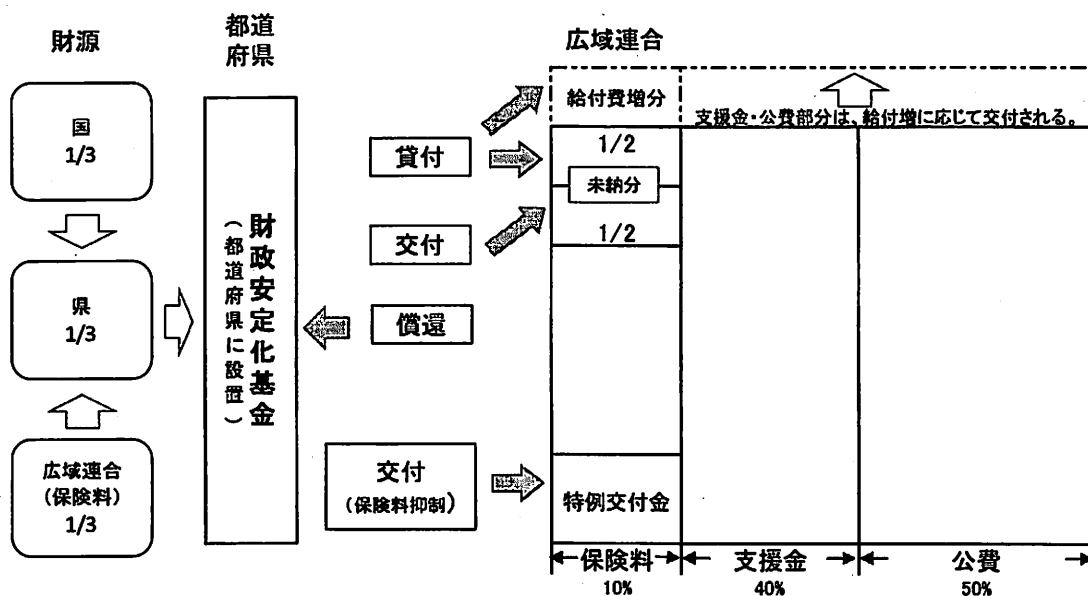 財源
都道
府県
広域連合
国
1/3
県
1/3
広域連合
(保険料)
1/3
財政安定化基金
(都道府県に設置)
貸付
交付
償還
交付
(保険料抑制)
給付費増分
支援金・公費部分は、給付増に応じて交付される。
1/2
未納分
1/2
特例交付金
保険料
10%
支援金
40%
公費
50%